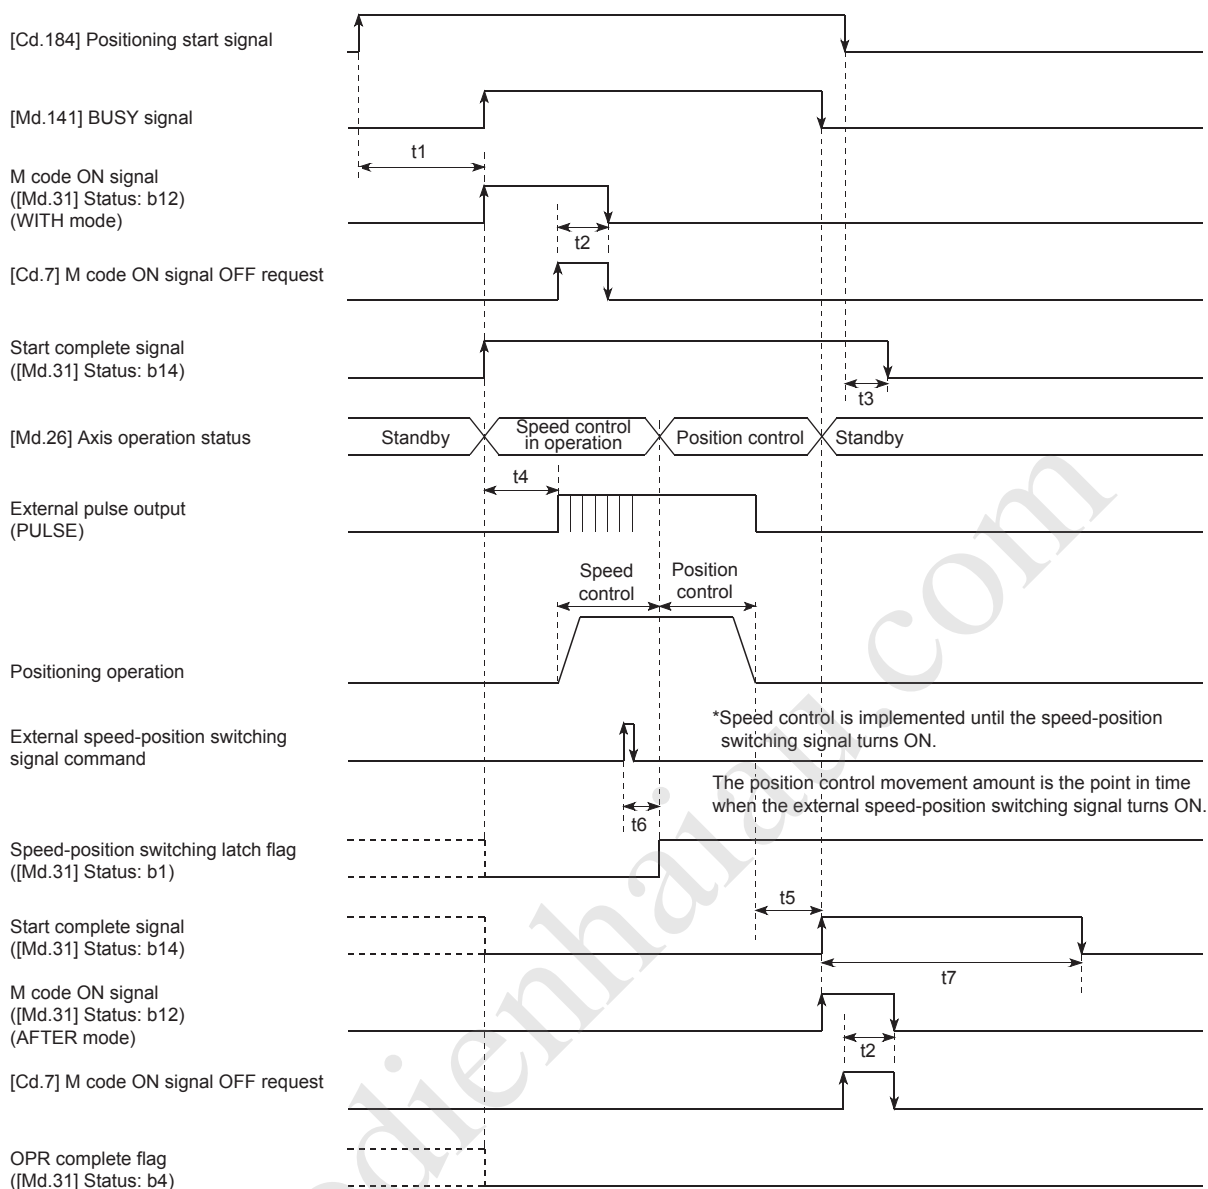 [Cd.184] Positioning start signal
[Md.141] BUSY signal
t1
M code ON signal
([Md.31] Status: b12)
(WITH mode)
t2
[Cd.7] M code ON signal OFF request
Start complete signal
([Md.31] Status: b14)
t3
[Md.26] Axis operation status
Standby
Speed control
in operation
Position control
Standby
t4
External pulse output
(PULSE)
Speed
control
Position
control
Positioning operation
External speed-position switching
signal command
*Speed control is implemented until the speed-position
switching signal turns ON.
The position control movement amount is the point in time
when the external speed-position switching signal turns ON.
t6
Speed-position switching latch flag
([Md.31] Status: b1)
t5
Start complete signal
([Md.31] Status: b14)
t7
M code ON signal
([Md.31] Status: b12)
(AFTER mode)
t2
[Cd.7] M code ON signal OFF request
OPR complete flag
([Md.31] Status: b4)